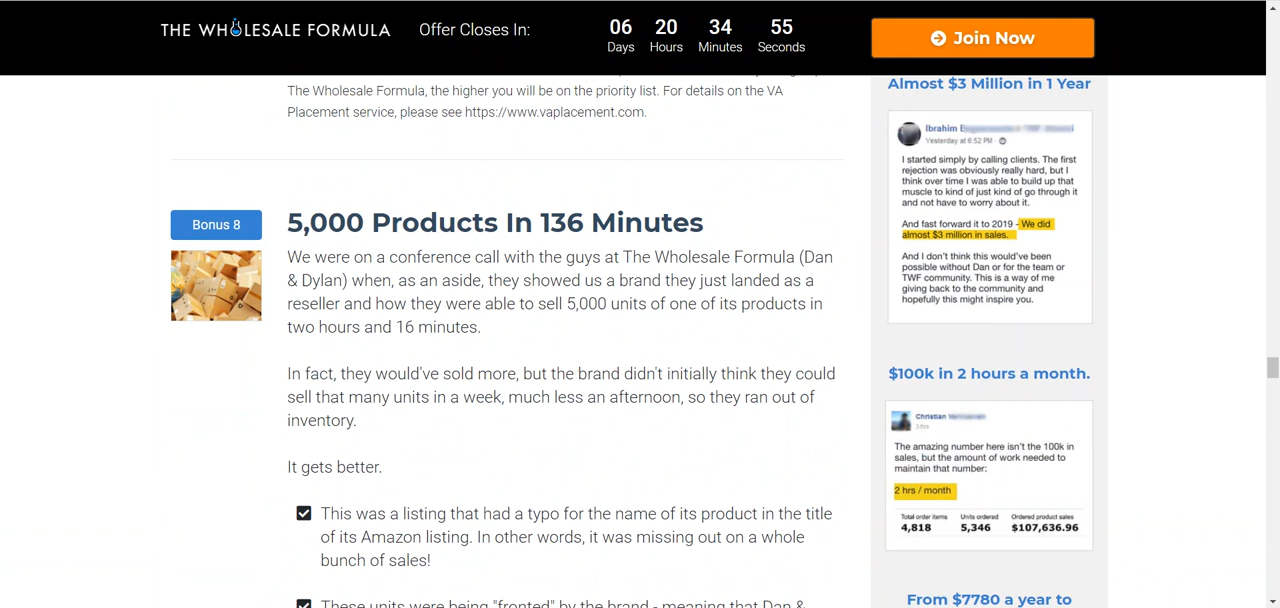 THE WHOLESALE FORMULA
Offer Closes In:
06 20 34 55
Days Hours Minutes Seconds
Join Now
The Wholesale Formula, the higher you will be on the priority list. For details on the VA
Placement service, please see https://www.vaplacement.com.
Bonus 8
5,000 Products In 136 Minutes
We were on a conference call with the guys at The Wholesale Formula (Dan
& Dylan) when, as an aside, they showed us a brand they just landed as a
reseller and how they were able to sell 5,000 units of one of its products in
two hours and 16 minutes.
In fact, they would've sold more, but the brand didn't initially think they could
sell that many units in a week, much less an afternoon, so they ran out of
inventory.
It gets better.
This was a listing that had a typo for the name of its product in the title
of its Amazon listing. In other words, it was missing out on a whole
bunch of sales!
These units were being "fronted" by the brand - meaning that Dan &
Almost $3 Million in 1 Year
Ibrahim
Yesterday at 6:52 PM
I started simply by calling clients. The first
rejection was obviously really hard, but I
think over time I was able to build up that
muscle to kind of just kind of go through it
and not have to worry about it.
And fast forward it to 2019 - We did
almost $3 million in sales.
And I don't think this would've been
possible without Dan or for the team or
TWF community. This is a way of me
giving back to the community and
hopefully this might inspire you.
$100k in 2 hours a month.
Christian
2 hrs
The amazing number here isn't the 100k in
sales, but the amount of work needed to
maintain that number:
2 hrs / month
Total order items Units ordered Ordered product sales
4,818 5,346 $107,636.96
From $7780 a year to